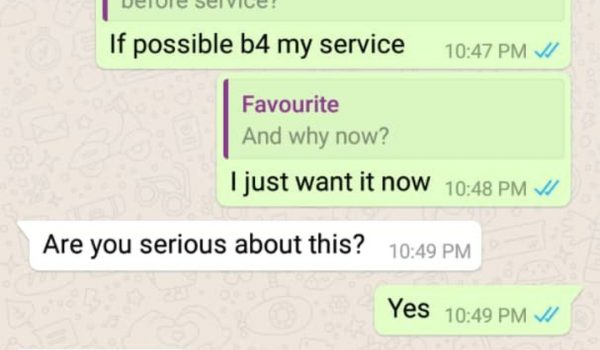 before service?
If possible b4 my service 10:47 PM
Favourite
And why now?
I just want it now 10:48 PM
Are you serious about this? 10:49 PM
Yes 10:49 PM